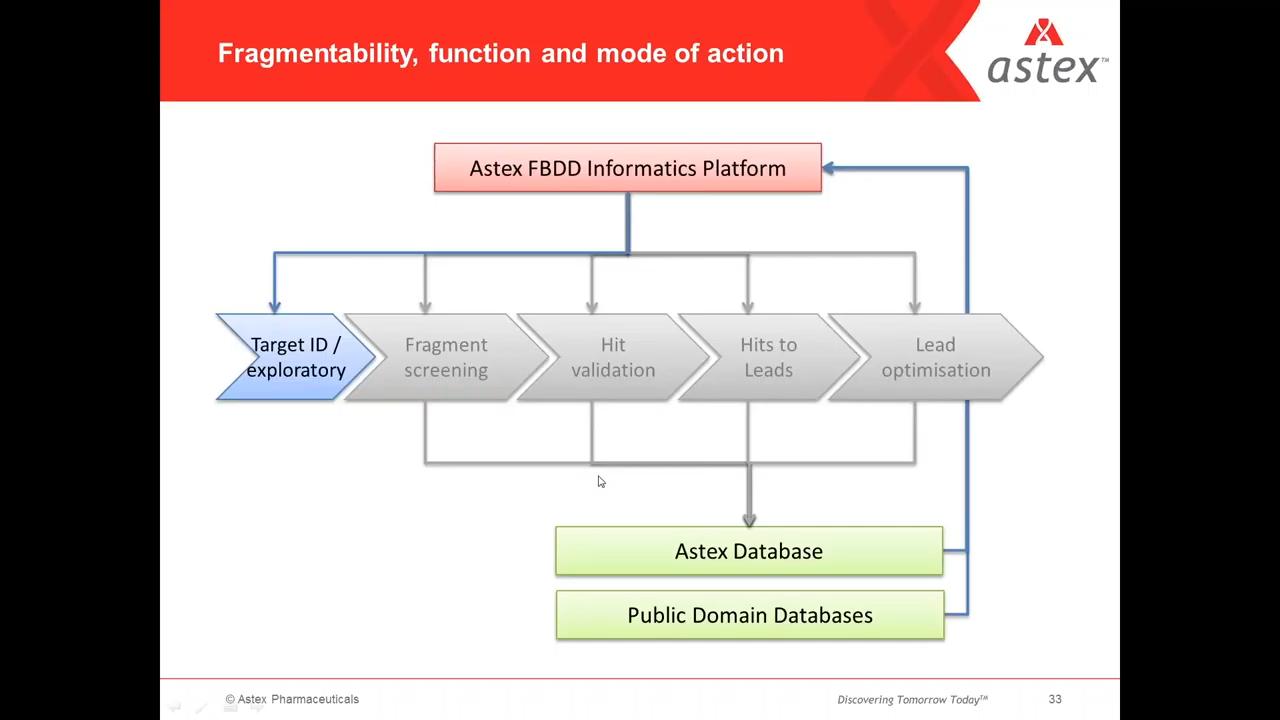 Fragmentability, function and mode of action
astex™
Astex FBDD Informatics Platform
Target ID /
exploratory
Fragment
screening
Hit
validation
Hits to
Leads
Lead
optimisation
Astex Database
Public Domain Databases
© Astex Pharmaceuticals
Discovering Tomorrow Today™
33